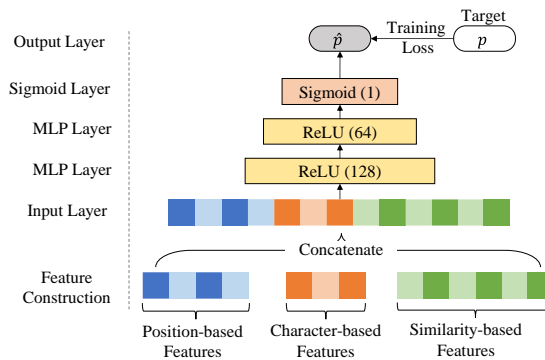 Target
Output Layer
p̂
Training
Loss
p
Sigmoid Layer
Sigmoid (1)
MLP Layer
ReLU (64)
MLP Layer
ReLU (128)
Input Layer
Concatenate
Feature
Construction
Position-based
Features
Character-based
Features
Similarity-based
Features